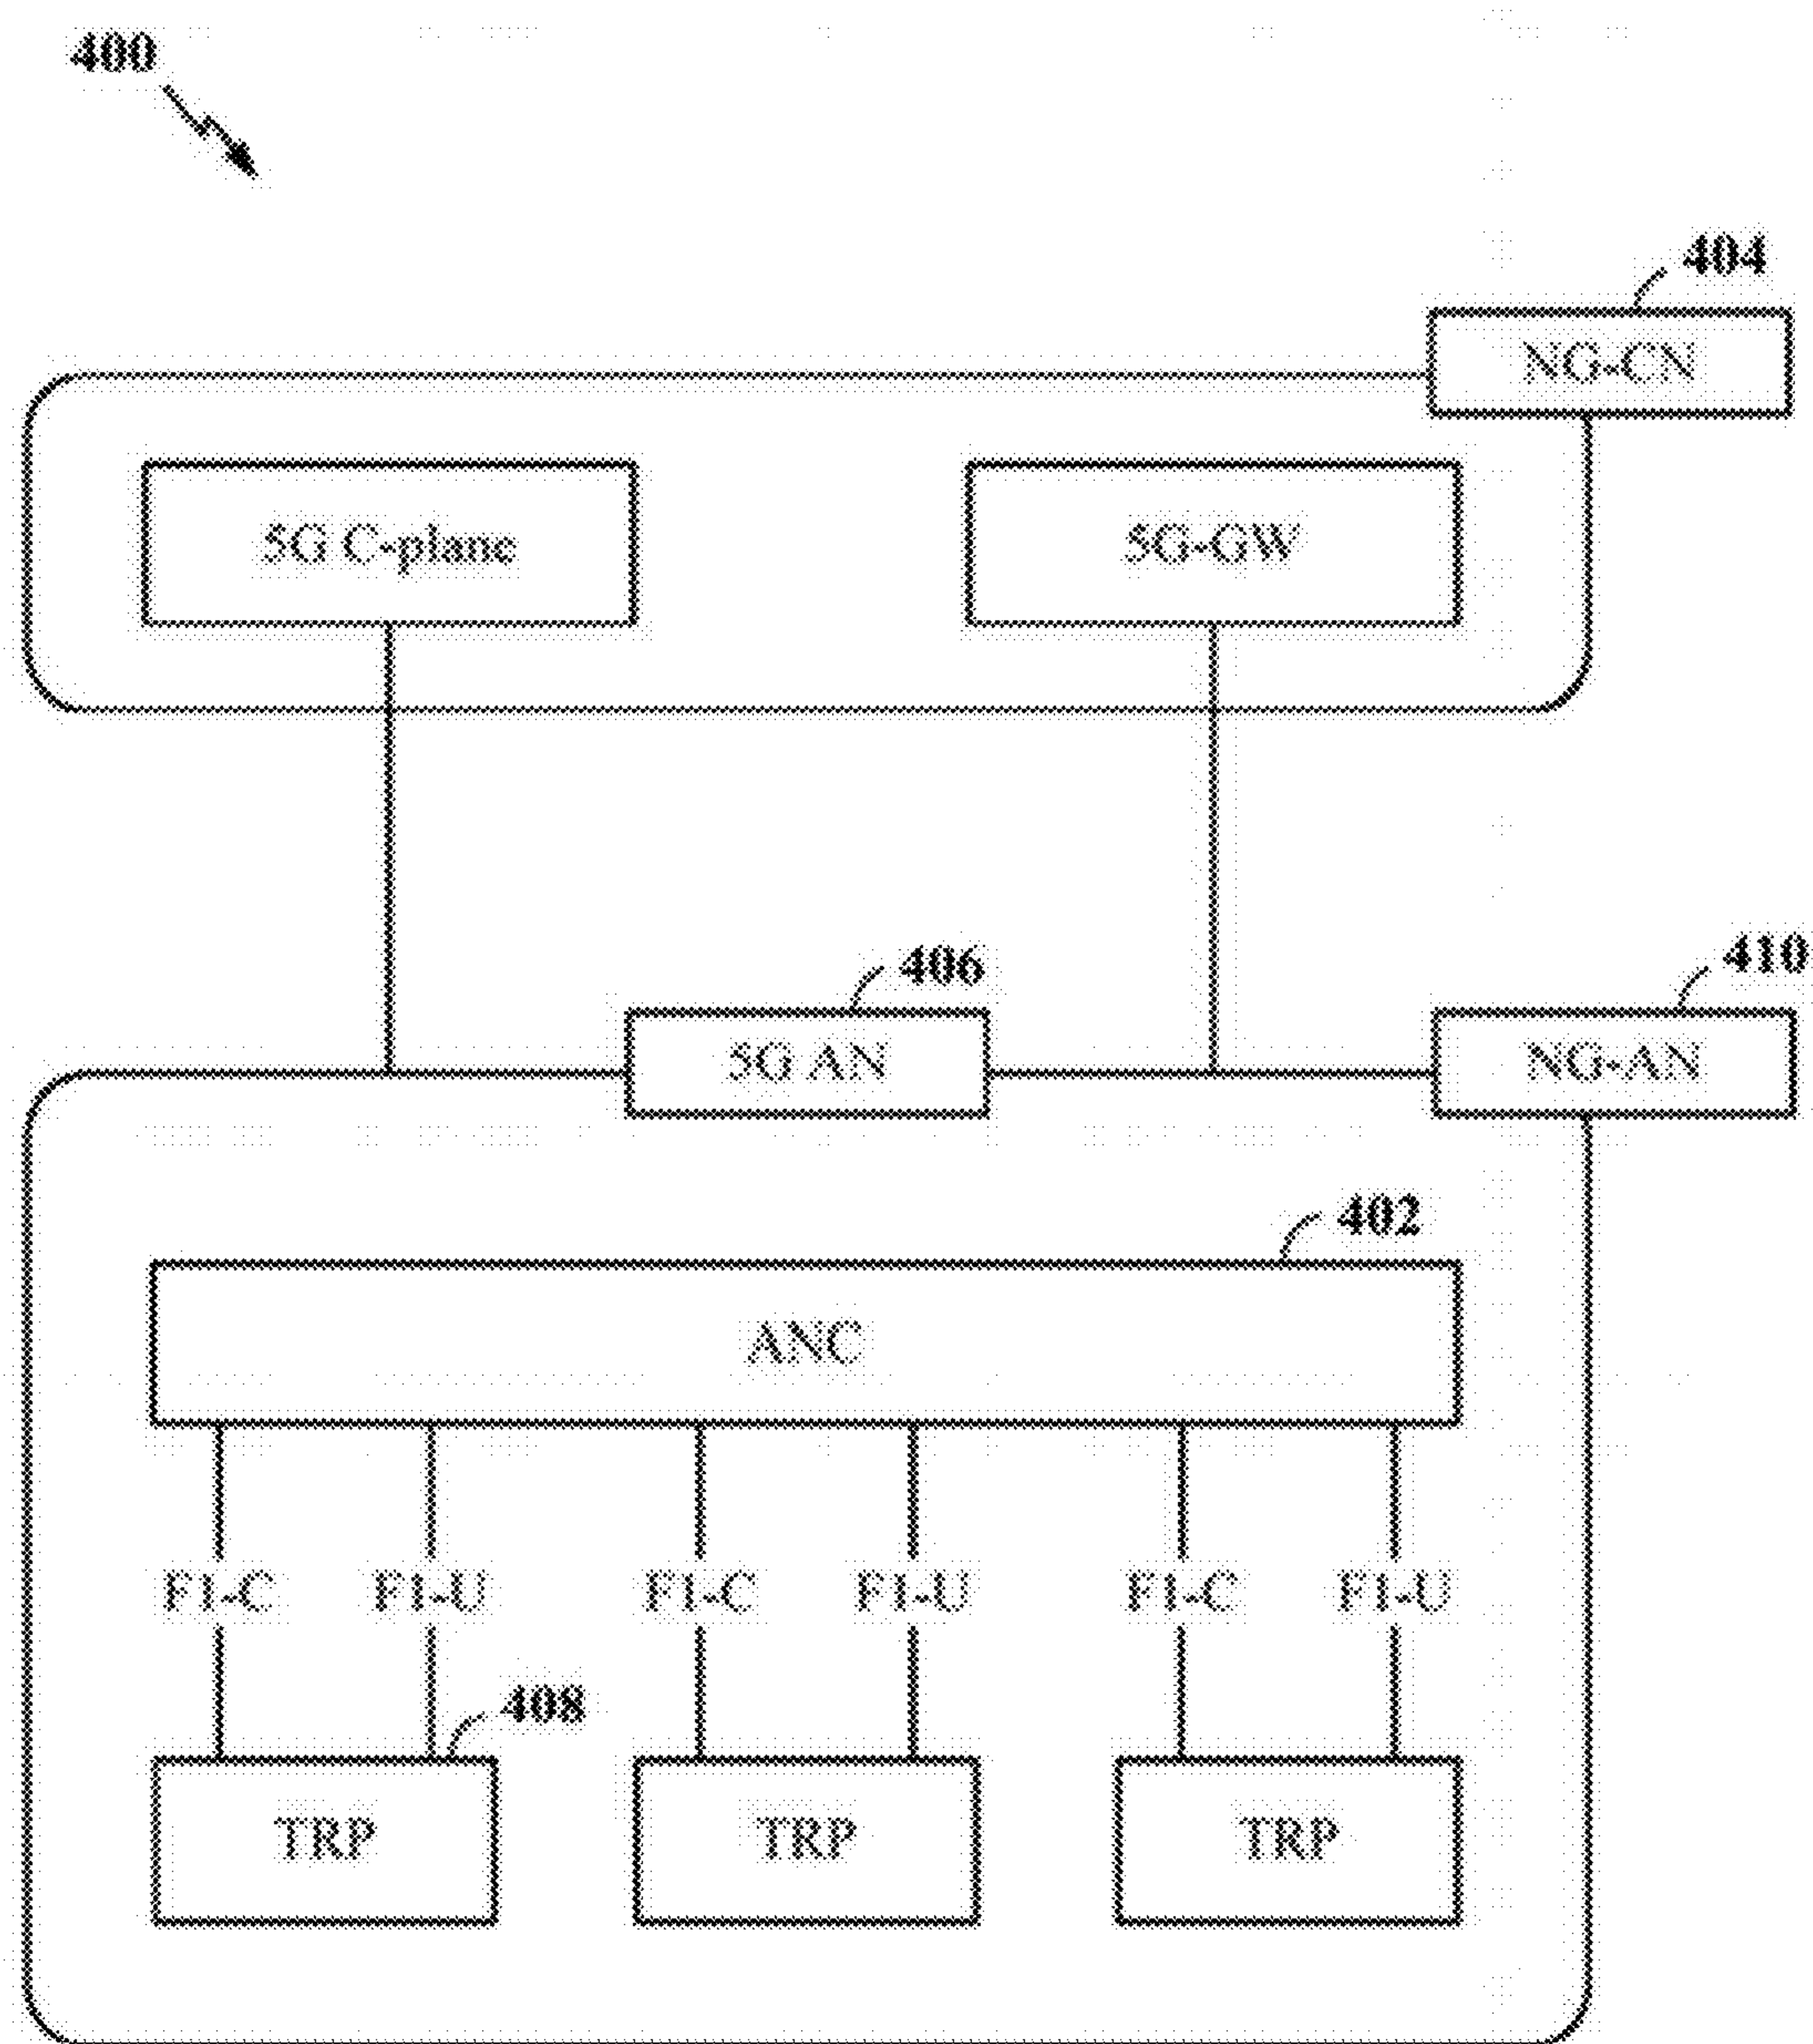 400
404
NG-CN
5G C-plane
5G-GW
406
410
5G AN
NG-AN
402
ANC
F1-C
F1-U
F1-C
F1-U
F1-C
F1-U
408
TRP
TRP
TRP